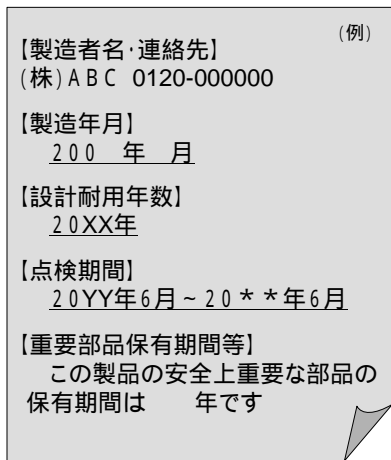 (例)
【製造者名・連絡先】
(株)ABC 0120-000000
【製造年月】
200　年　月
【設計耐用年数】
20XX年
【点検期間】
20YY年6月~20**年6月
【重要部品保有期間等】
この製品の安全上重要な部品の
保有期間は　　年です